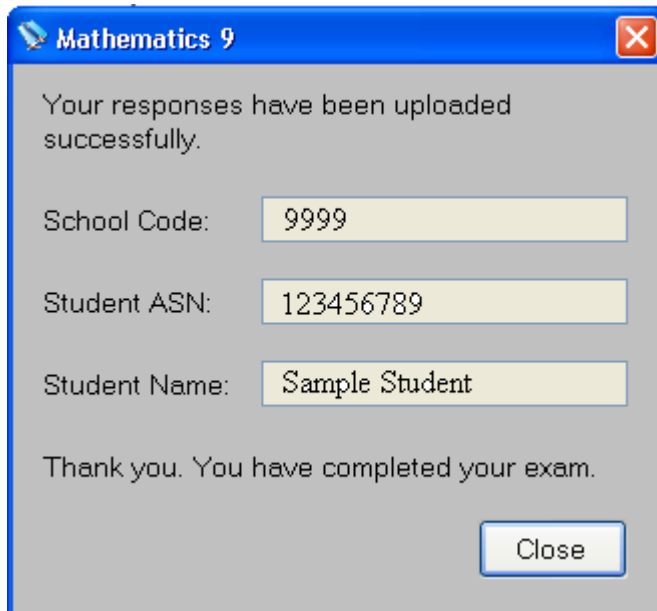 Mathematics 9
Your responses have been uploaded
successfully.
School Code: 9999
Student ASN: 123456789
Student Name: Sample Student
Thank you. You have completed your exam.
Close